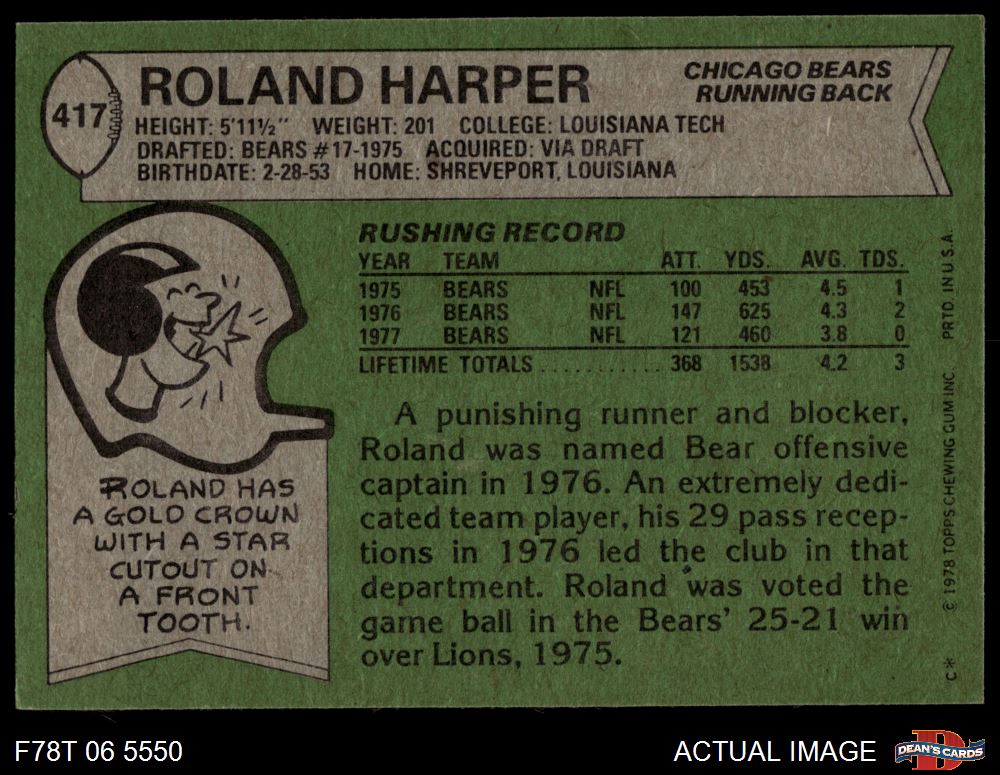 417
ROLAND HARPER
CHICAGO BEARS
RUNNING BACK
HEIGHT: 5'11½" WEIGHT: 201 COLLEGE: LOUISIANA TECH
DRAFTED: BEARS #17-1975 ACQUIRED: VIA DRAFT
BIRTHDATE: 2-28-53 HOME: SHREVEPORT, LOUISIANA
RUSHING RECORD
YEAR TEAM ATT. YDS. AVG. TDS.
1975 BEARS NFL 100 453 4.5 1
1976 BEARS NFL 147 625 4.3 2
1977 BEARS NFL 121 460 3.8 0
LIFETIME TOTALS ............ 368 1538 4.2 3
A punishing runner and blocker,
Roland was named Bear offensive
captain in 1976. An extremely dedi-
cated team player, his 29 pass recep-
tions in 1976 led the club in that
department. Roland was voted the
game ball in the Bears' 25-21 win
over Lions, 1975.
ROLAND HAS
A GOLD CROWN
WITH A STAR
CUTOUT ON
A FRONT
TOOTH.
C* © 1978 TOPPS CHEWING GUM INC. PRTD. IN U.S.A.
F78T 06 5550
ACTUAL IMAGE
D
DEAN'S CARDS